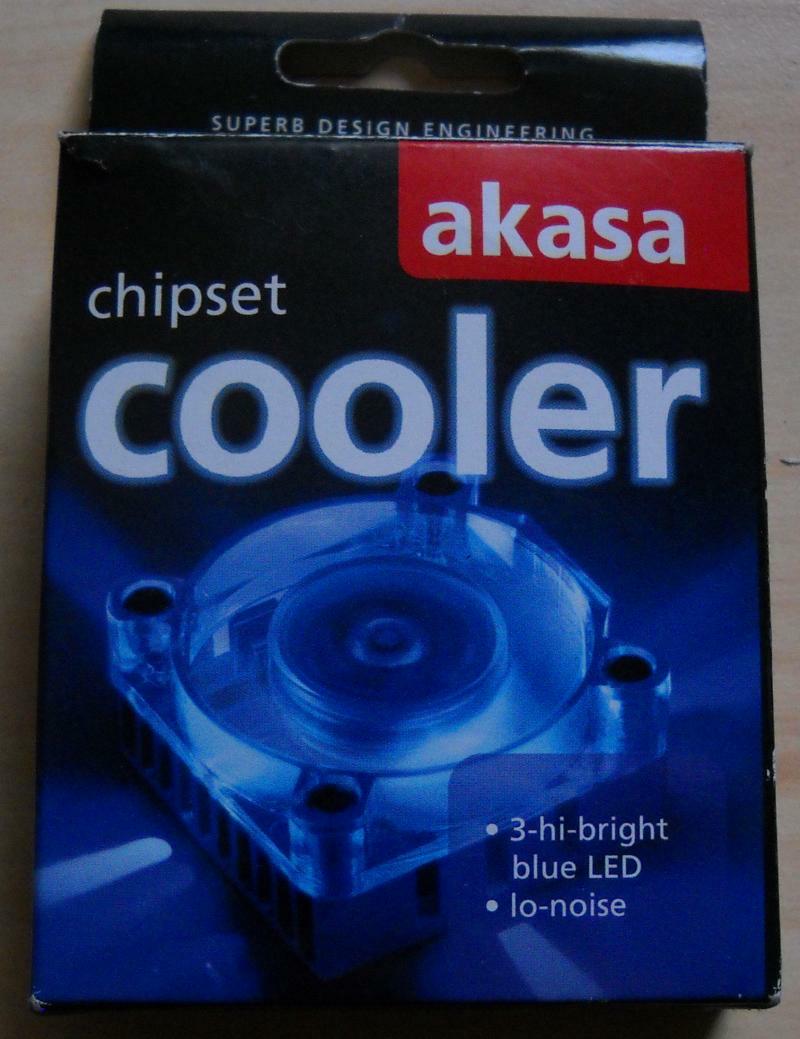 SUPERB DESIGN ENGINEERING
akasa
chipset
cooler
• 3-hi-bright
blue LED
• lo-noise